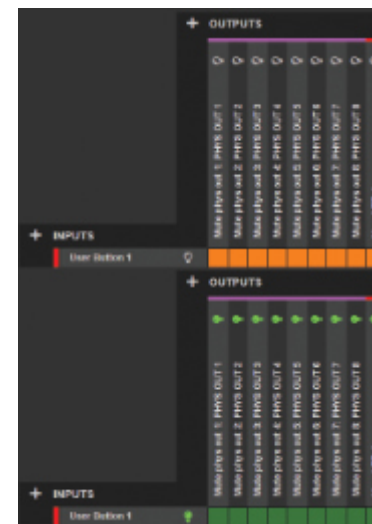 + OUTPUTS
Mute phys out 1: PHYS OUT 1
Mute phys out 2: PHYS OUT 2
Mute phys out 3: PHYS OUT 3
Mute phys out 4: PHYS OUT 4
Mute phys out 5: PHYS OUT 5
Mute phys out 6: PHYS OUT 6
Mute phys out 7: PHYS OUT 7
Mute phys out 8: PHYS OUT 8
+ INPUTS
User Button 1
+ OUTPUTS
Mute phys out 1: PHYS OUT 1
Mute phys out 2: PHYS OUT 2
Mute phys out 3: PHYS OUT 3
Mute phys out 4: PHYS OUT 4
Mute phys out 5: PHYS OUT 5
Mute phys out 6: PHYS OUT 6
Mute phys out 7: PHYS OUT 7
Mute phys out 8: PHYS OUT 8
+ INPUTS
User Button 1